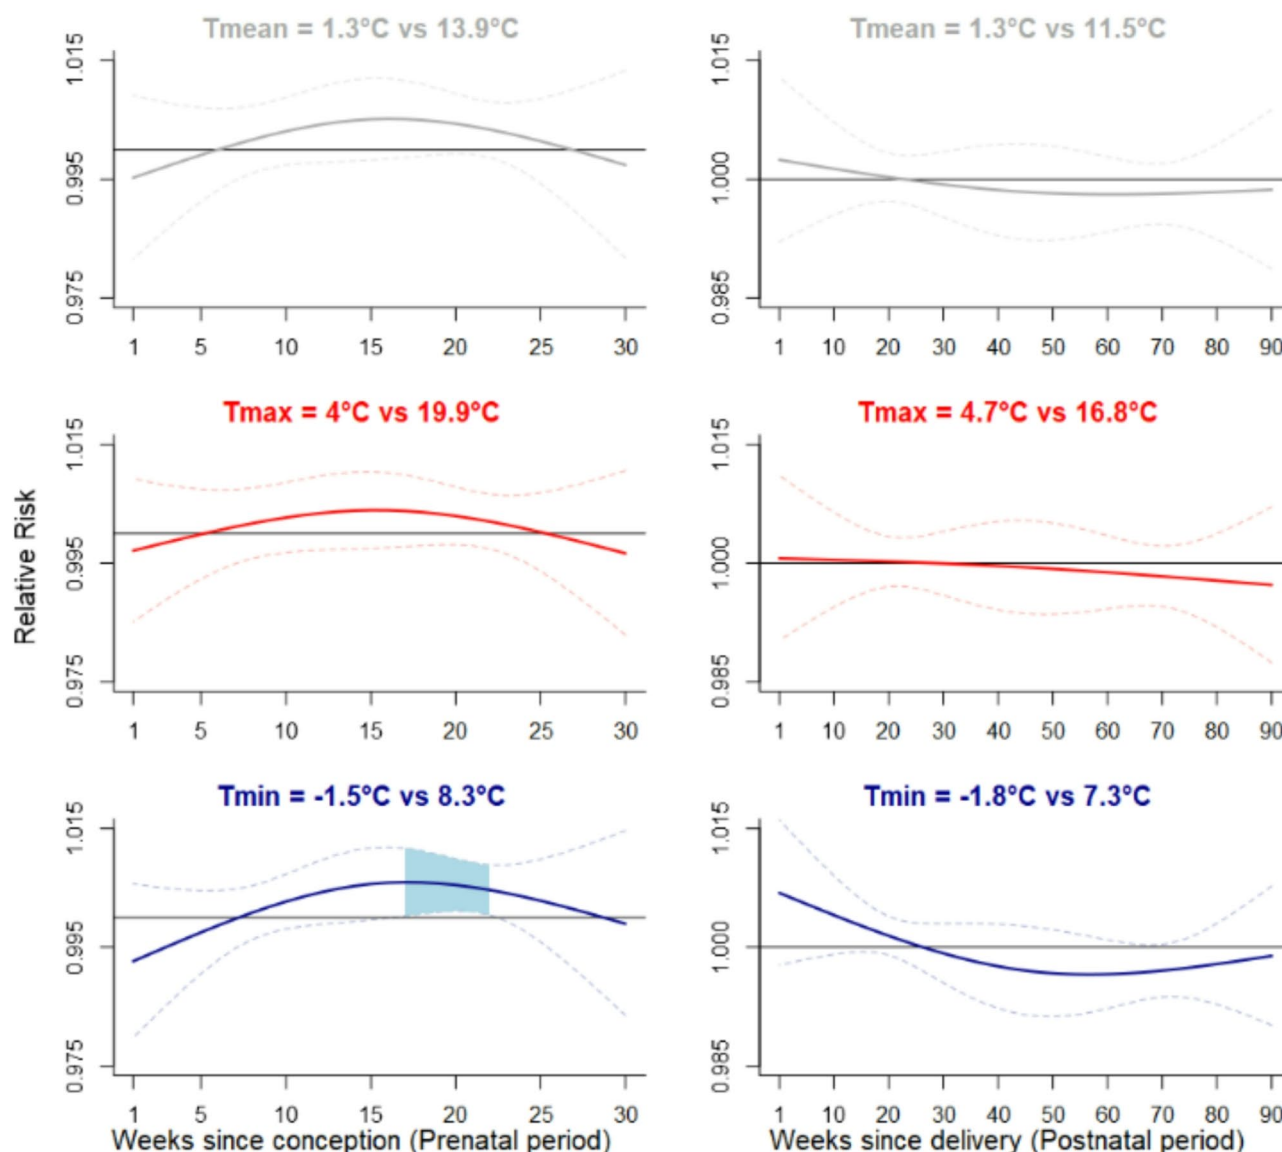 Tmean = 1.3°C vs 13.9°C
Tmean = 1.3°C vs 11.5°C
1.015
0.995
0.975
1 5 10 15 20 25 30
1.015
1.000
0.985
1 10 20 30 40 50 60 70 80 90
Tmax = 4°C vs 19.9°C
Tmax = 4.7°C vs 16.8°C
Relative Risk
1.015
0.995
0.975
1 5 10 15 20 25 30
1.015
1.000
0.985
1 10 20 30 40 50 60 70 80 90
Tmin = -1.5°C vs 8.3°C
Tmin = -1.8°C vs 7.3°C
1.015
0.995
0.975
1 5 10 15 20 25 30
Weeks since conception (Prenatal period)
1.015
1.000
0.985
1 10 20 30 40 50 60 70 80 90
Weeks since delivery (Postnatal period)